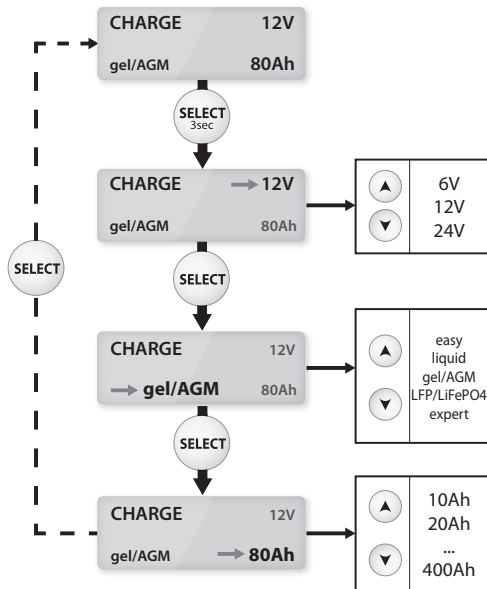 CHARGE 12V
gel/AGM 80Ah
SELECT
3sec
CHARGE 12V
gel/AGM 80Ah
6V
12V
24V
SELECT
SELECT
CHARGE 12V
gel/AGM 80Ah
easy
liquid
gel/AGM
LFP/LiFePO4
expert
SELECT
CHARGE 12V
gel/AGM 80Ah
10Ah
20Ah
...
400Ah